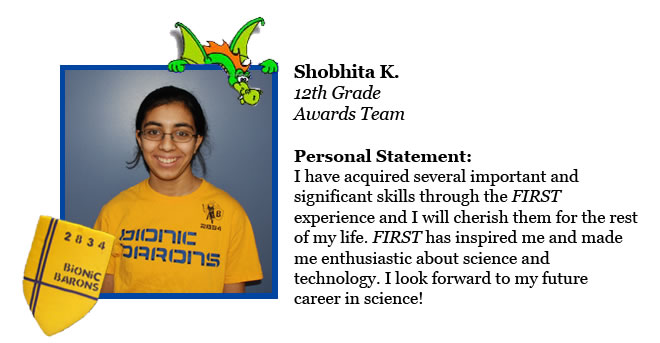 Shobhita K.
12th Grade
Awards Team
Personal Statement:
I have acquired several important and
significant skills through the FIRST
experience and I will cherish them for the rest
of my life. FIRST has inspired me and made
me enthusiastic about science and
technology. I look forward to my future
career in science!
8
2834
BIONIC
BARONS
2834
BiONiC
BARONS